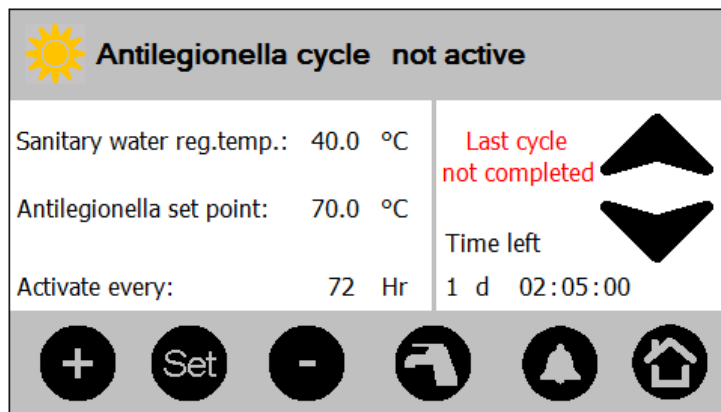 Antilegionella cycle not active
Sanitary water reg.temp.: 40.0 °C
Antilegionella set point: 70.0 °C
Activate every: 72 Hr
Last cycle
not completed
Time left
1 d 02:05:00
+ Set -